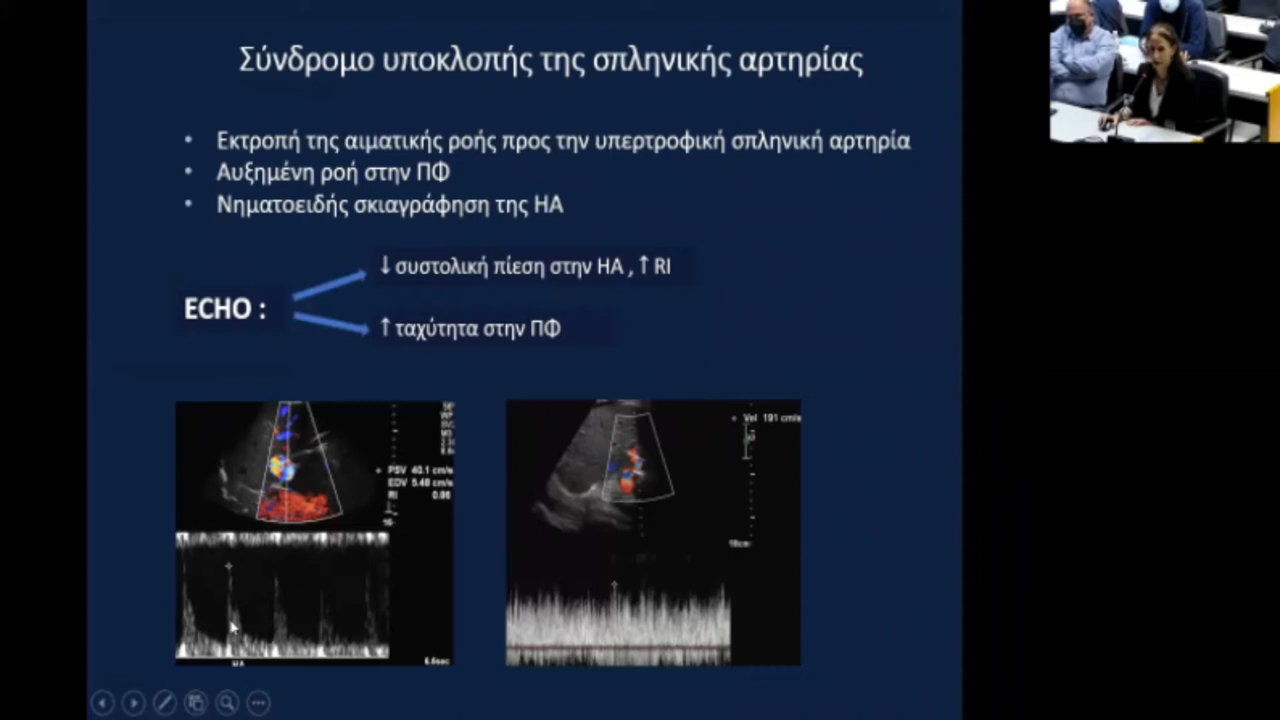 Σύνδρομο υποκλοπής της σπληνικής αρτηρίας
• Εκτροπή της αιματικής ροής προς την υπερτροφική σπληνική αρτηρία
• Αυξημένη ροή στην ΠΦ
• Νηματοειδής σκιαγράφηση της ΗΑ
ECHO :
↓ συστολική πίεση στην ΗΑ , ↑ RI
↑ ταχύτητα στην ΠΦ
PSV 40.1 cm/s
EDV 5.48 cm/s
RI 0.86
6.6sec
Vel 191 cm/s